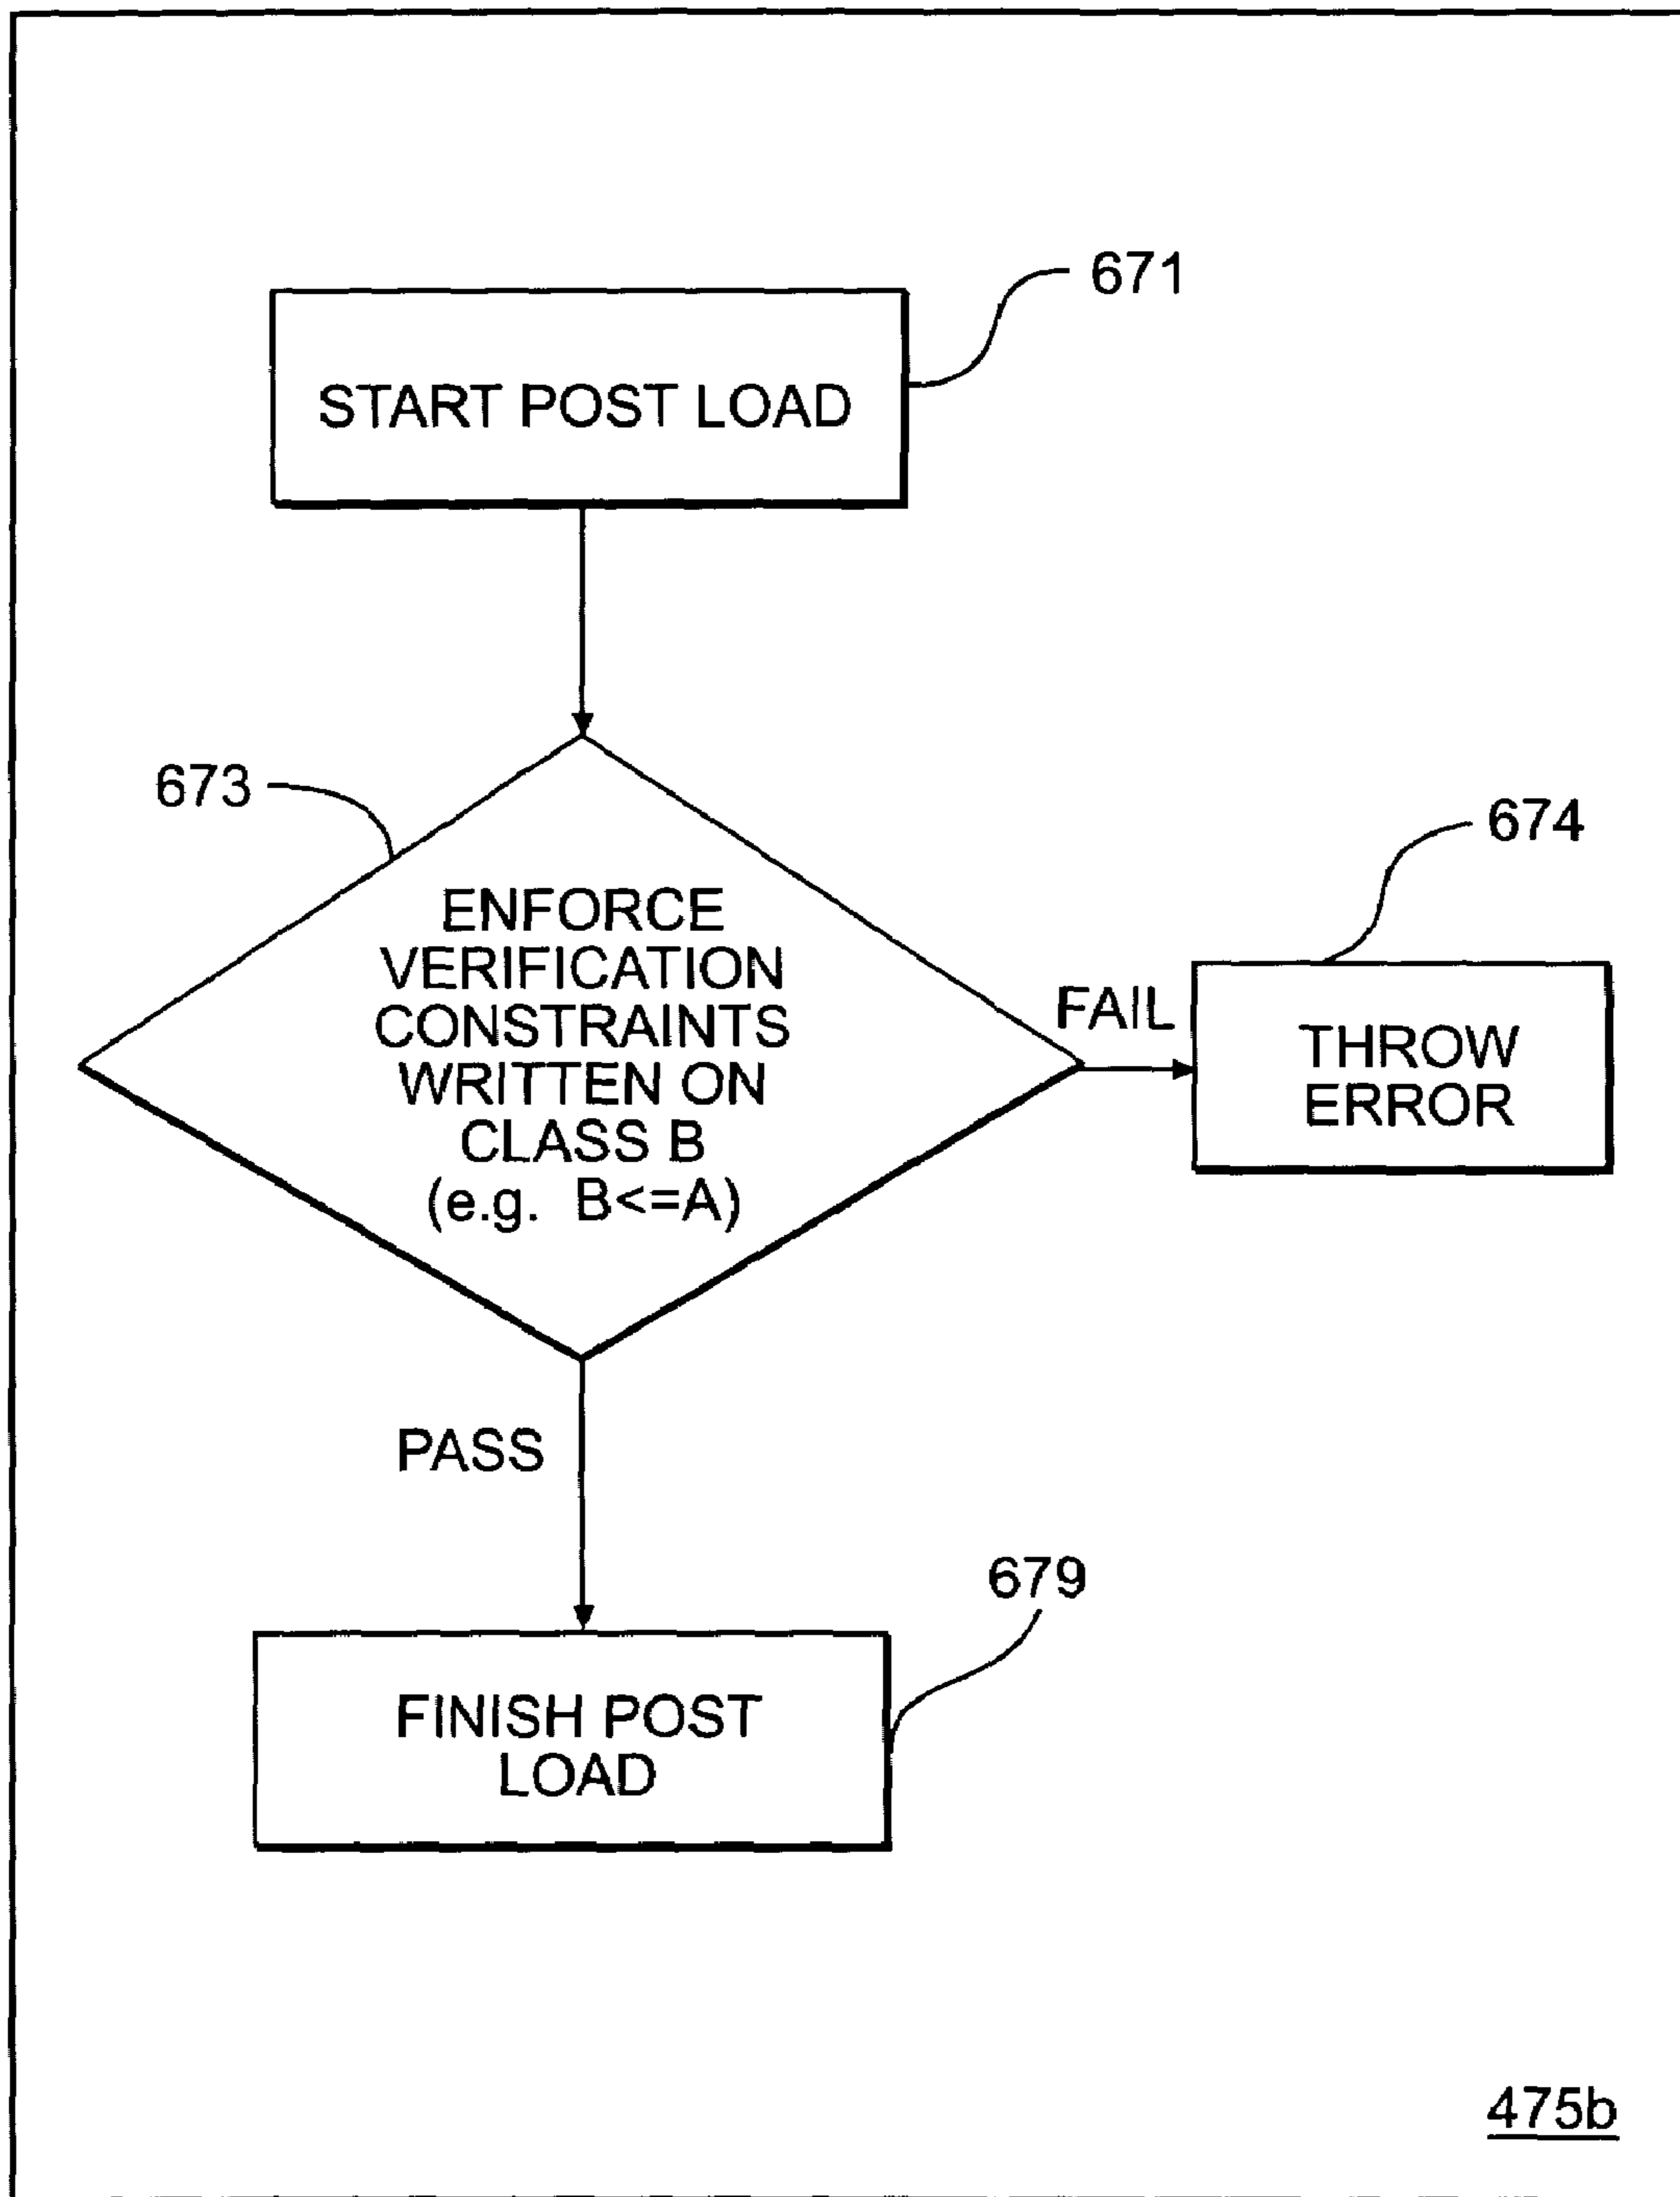 671
START POST LOAD
673
ENFORCE
VERIFICATION
CONSTRAINTS
WRITTEN ON
CLASS B
(e.g. B<=A)
FAIL
674
THROW
ERROR
PASS
679
FINISH POST
LOAD
475b